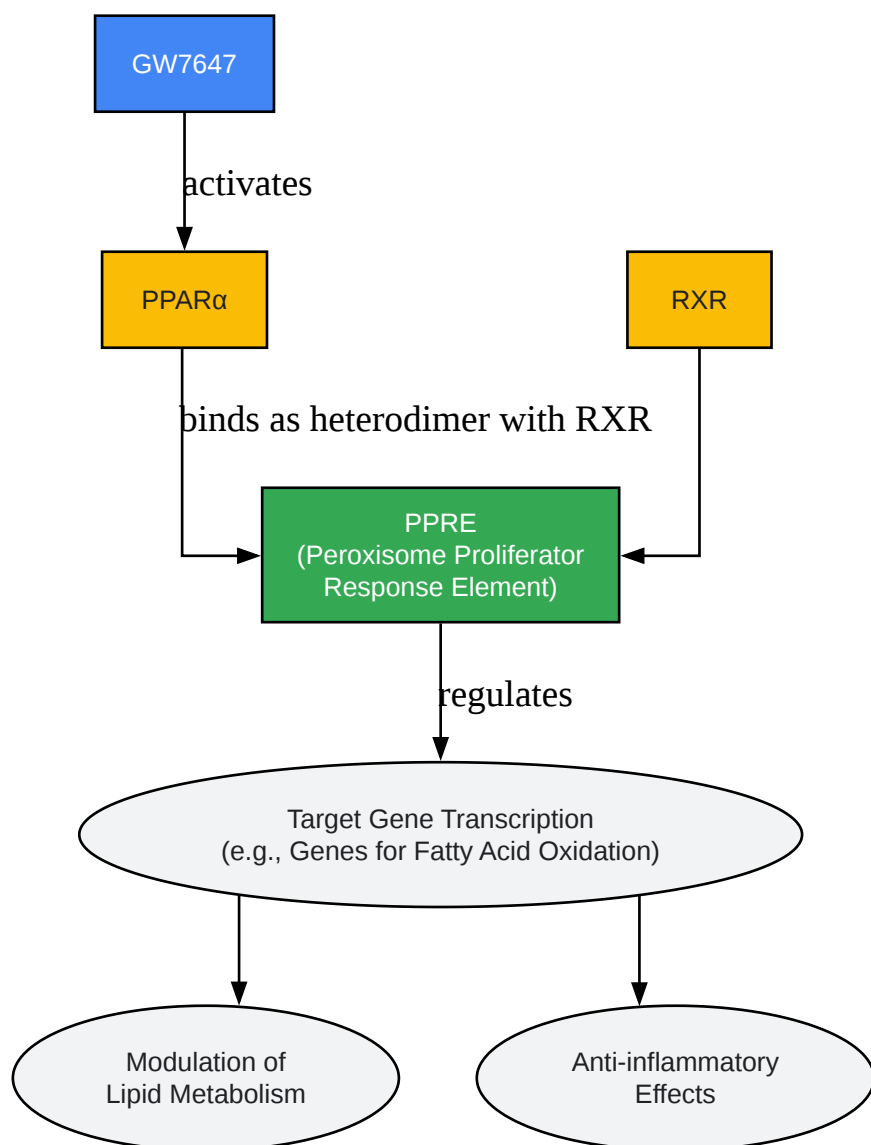 GW7647
activates
PPARα
RXR
binds as heterodimer with RXR
PPRE
(Peroxisome Proliferator
Response Element)
regulates
Target Gene Transcription
(e.g., Genes for Fatty Acid Oxidation)
Modulation of
Lipid Metabolism
Anti-inflammatory
Effects